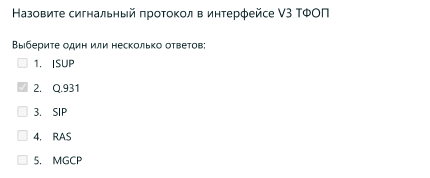 Назовите сигнальный протокол в интерфейсе V3 ТФОП
Выберите один или несколько ответов:
1. ISUP
2. Q.931
3. SIP
4. RAS
5. MGCP